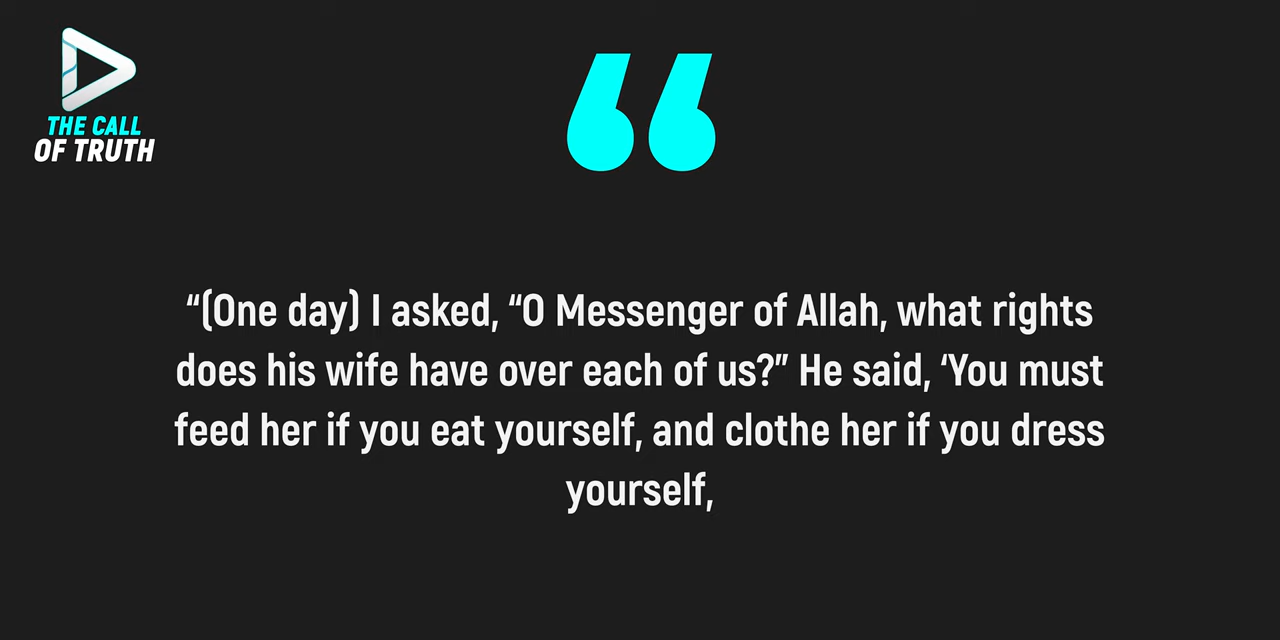 THE CALL
OF TRUTH
“(One day) I asked, “O Messenger of Allah, what rights
does his wife have over each of us?” He said, ‘You must
feed her if you eat yourself, and clothe her if you dress
yourself,